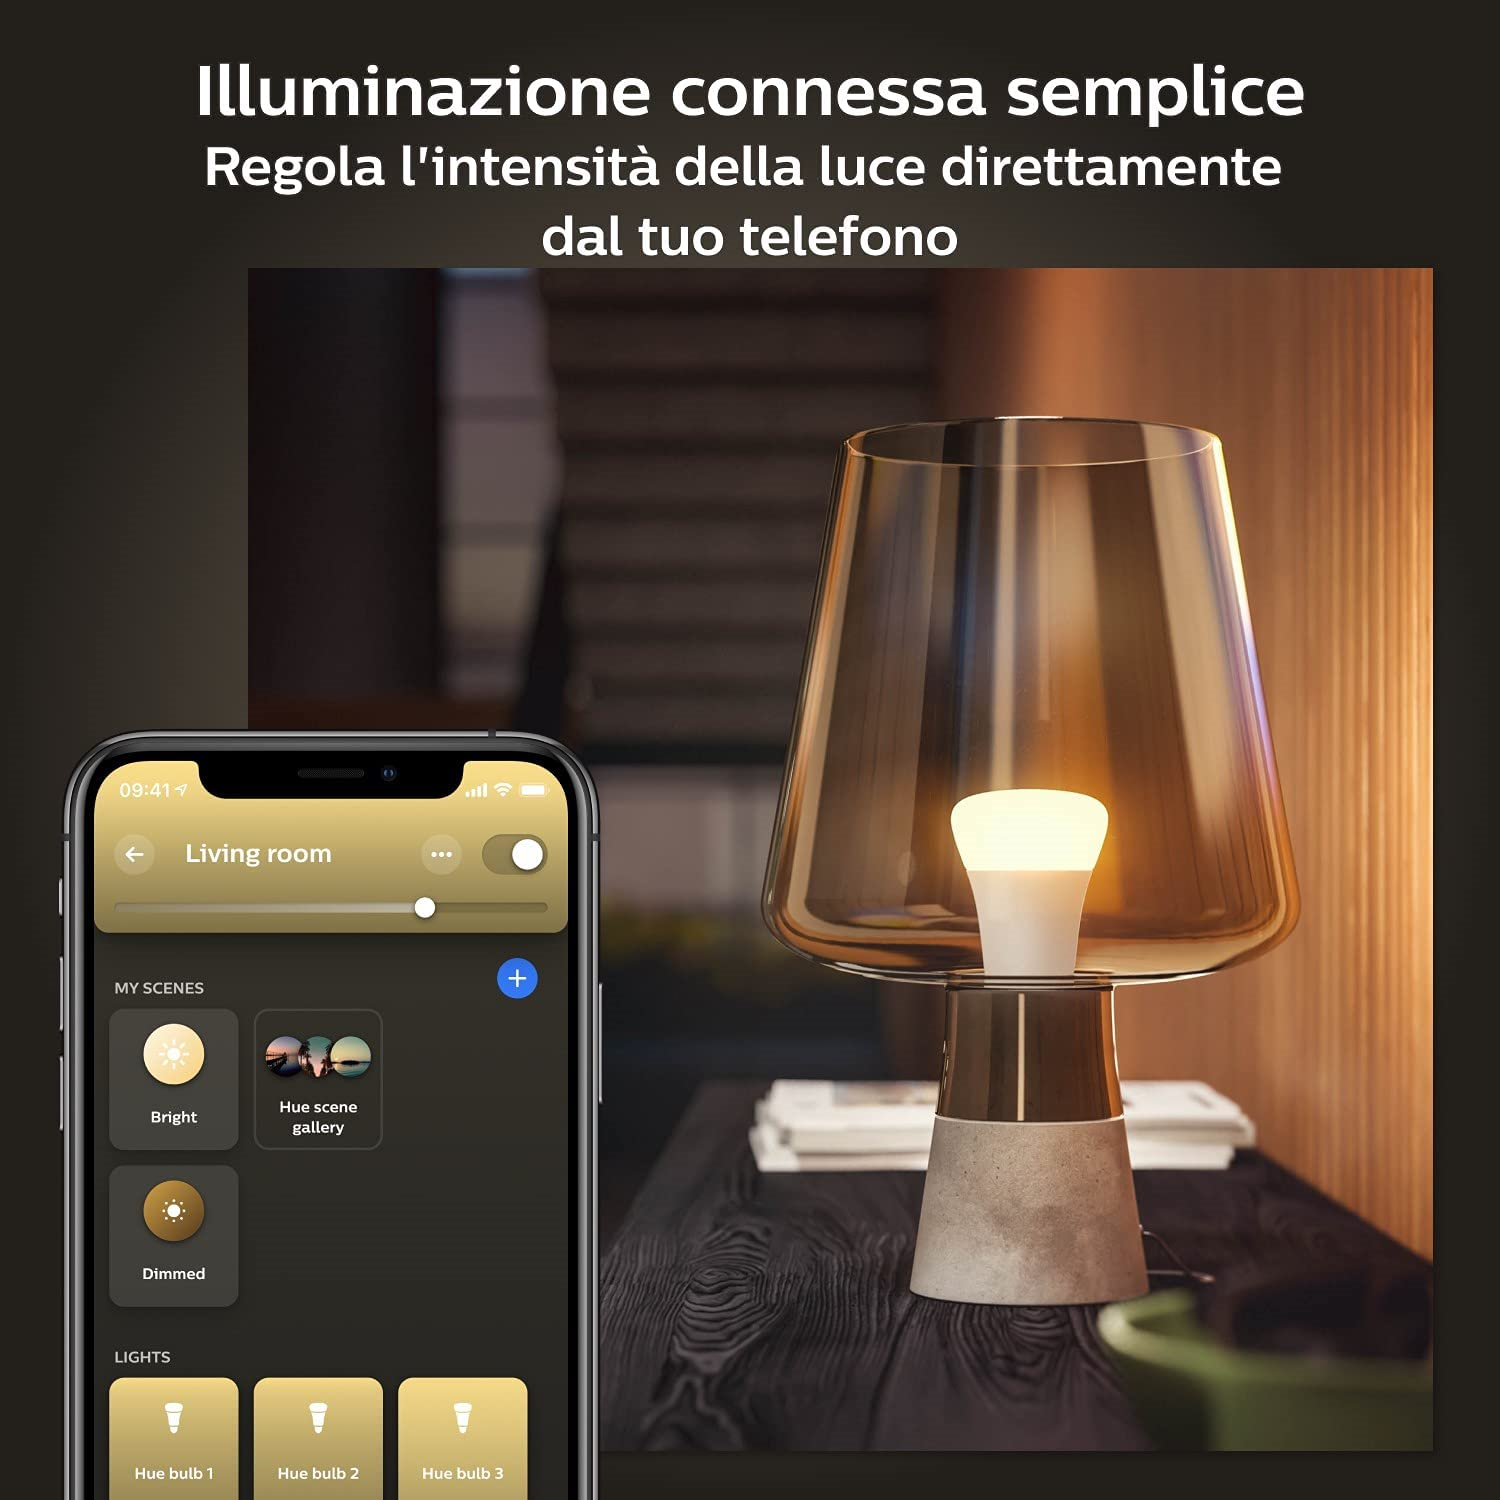 Illuminazione connessa semplice
Regola l'intensità della luce direttamente
dal tuo telefono
09:41
Living room
MY SCENES
Bright
Hue scene
gallery
Dimmed
LIGHTS
Hue bulb 1
Hue bulb 2
Hue bulb 3